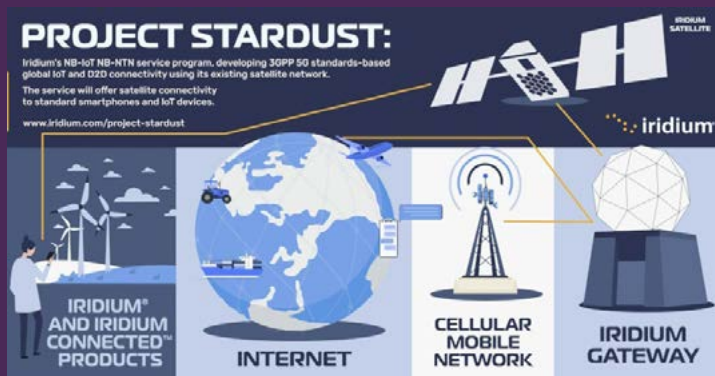 PROJECT STARDUST:
Iridium's NB-IoT NB-NTN service program, developing 3GPP 5G standards-based
global IoT and D2D connectivity using its existing satellite network.
The service will offer satellite connectivity
to standard smartphones and IoT devices.
www.iridium.com/project-stardust
IRIDIUM
SATELLITE
iridium
IRIDIUM®
AND IRIDIUM
CONNECTED™
PRODUCTS
INTERNET
CELLULAR
MOBILE
NETWORK
IRIDIUM
GATEWAY